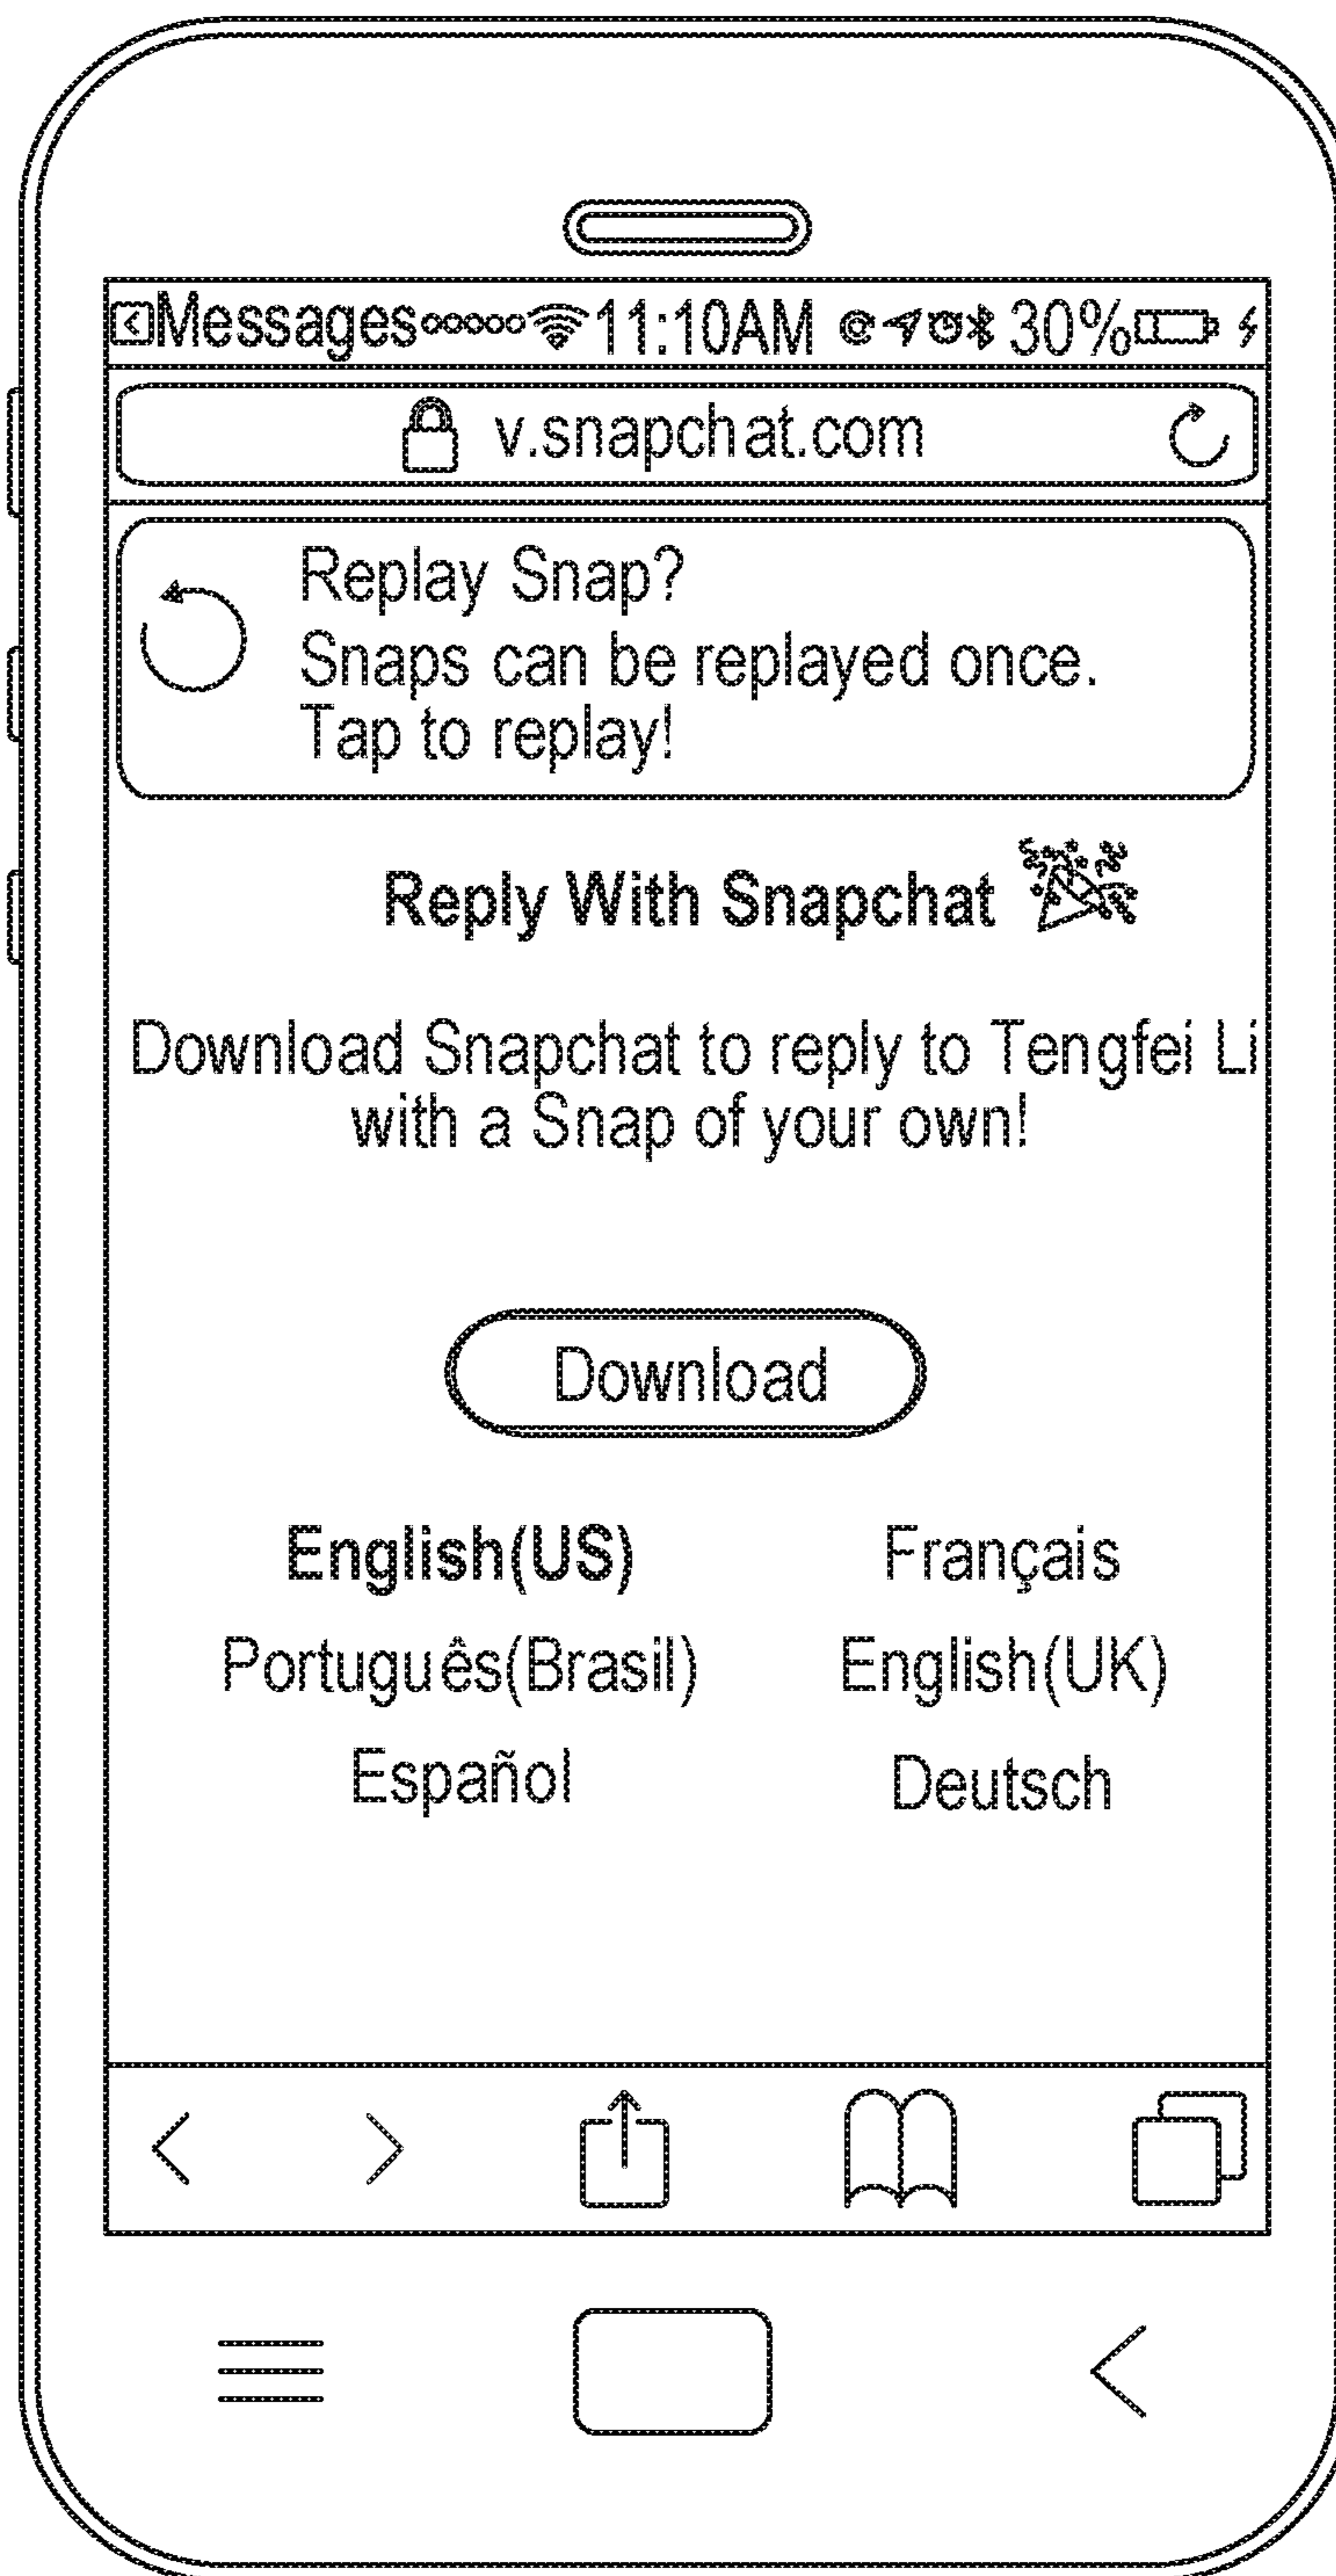 Messages 11:10AM 30%
v.snapchat.com
Replay Snap?
Snaps can be replayed once.
Tap to replay!
Reply With Snapchat
Download Snapchat to reply to Tengfei Li
with a Snap of your own!
Download
English(US) Français
Português(Brasil) English(UK)
Español Deutsch